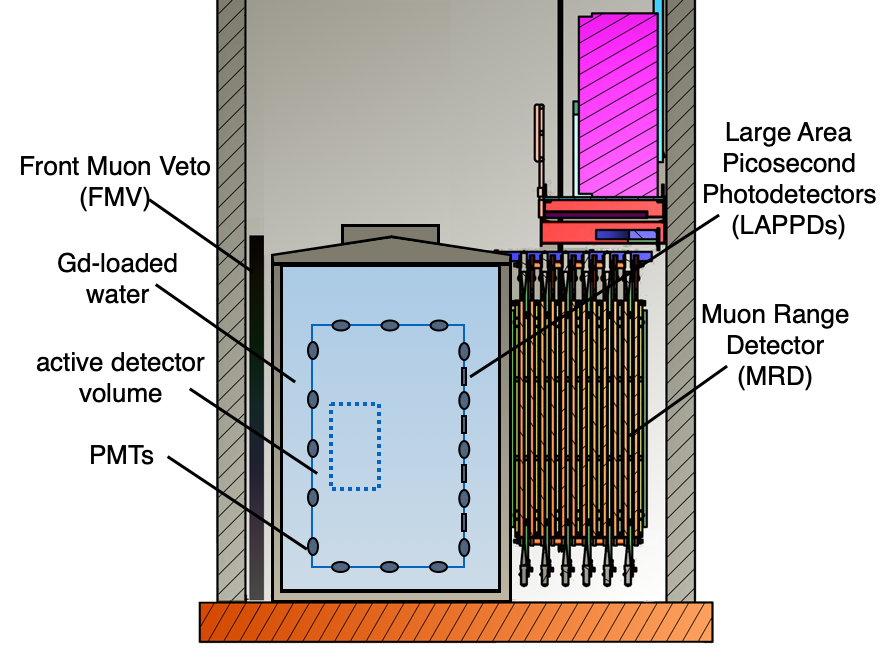 Front Muon Veto
(FMV)
Gd-loaded
water
active detector
volume
PMTs
Large Area
Picosecond
Photodetectors
(LAPPDs)
Muon Range
Detector
(MRD)